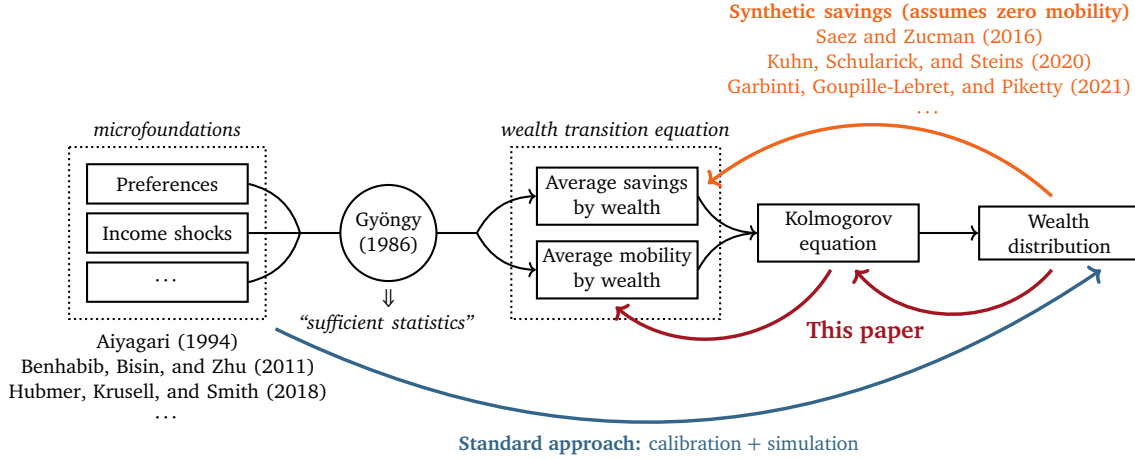 Synthetic savings (assumes zero mobility)
Saez and Zucman (2016)
Kuhn, Schularick, and Steins (2020)
Garbinti, Goupille-Lebret, and Piketty (2021)
...
microfoundations
Preferences
Income shocks
...
Aiyagari (1994)
Benhabib, Bisin, and Zhu (2011)
Hubmer, Krusell, and Smith (2018)
...
Gyöngy
(1986)
⇓
“sufficient statistics”
wealth transition equation
Average savings
by wealth
Average mobility
by wealth
Kolmogorov
equation
Wealth
distribution
This paper
Standard approach: calibration + simulation